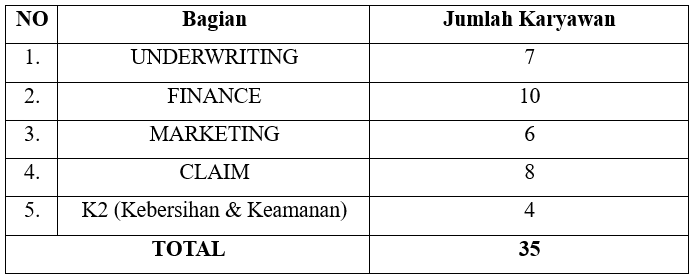 NO Bagian Jumlah Karyawan
1. UNDERWRITING 7
2. FINANCE 10
3. MARKETING 6
4. CLAIM 8
5. K2 (Kebersihan & Keamanan) 4
TOTAL 35